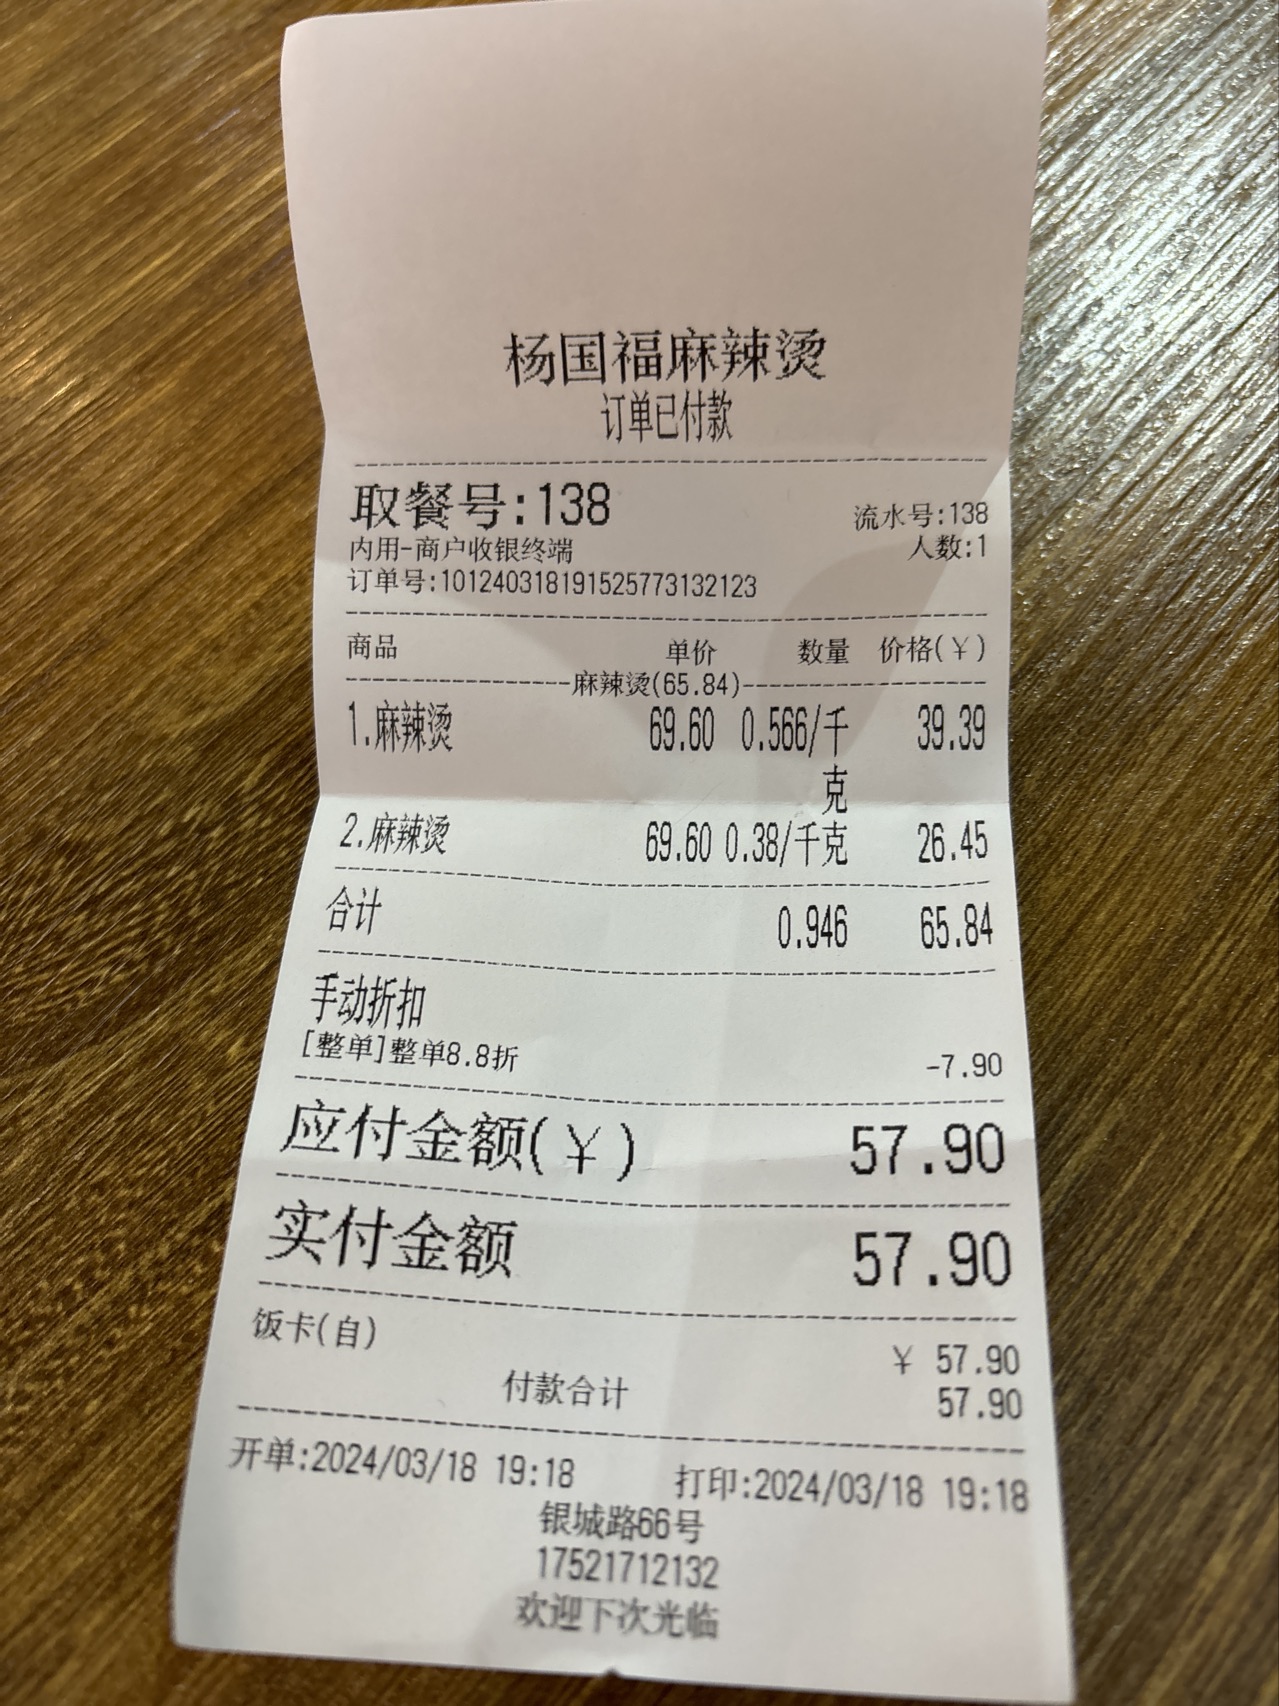 杨国福麻辣烫
订单已付款
取餐号:138 流水号:138
内用-商户收银终端 人数:1
订单号:101240318191525773132123
商品 单价 数量 价格(¥)
麻辣烫(65.84)
1.麻辣烫 69.60 0.566/千 39.39
克
2.麻辣烫 69.60 0.38/千克 26.45
合计 0.946 65.84
手动折扣
[整单]整单8.8折 -7.90
应付金额(¥) 57.90
实付金额 57.90
饭卡(自) ¥ 57.90
付款合计 57.90
开单:2024/03/18 19:18 打印:2024/03/18 19:18
银城路66号
17521712132
欢迎下次光临